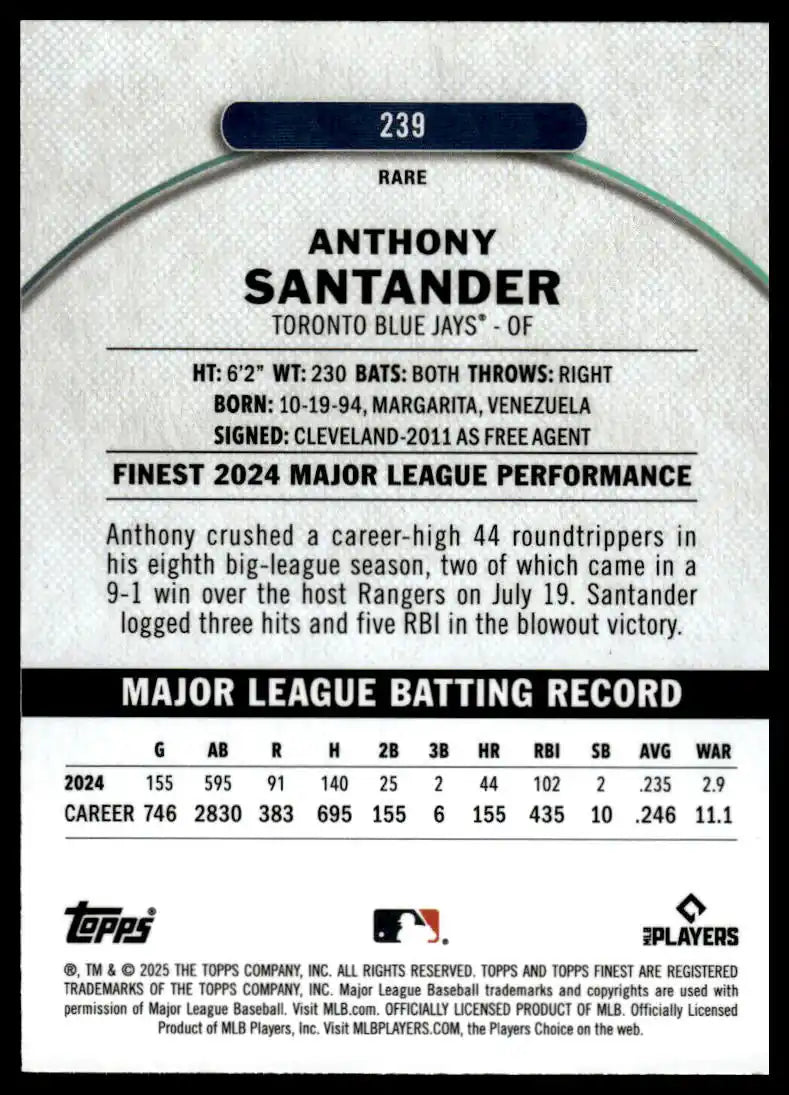 239
RARE
ANTHONY
SANTANDER
TORONTO BLUE JAYS® - OF
HT: 6'2" WT: 230 BATS: BOTH THROWS: RIGHT
BORN: 10-19-94, MARGARITA, VENEZUELA
SIGNED: CLEVELAND-2011 AS FREE AGENT
FINEST 2024 MAJOR LEAGUE PERFORMANCE
Anthony crushed a career-high 44 roundtrippers in
his eighth big-league season, two of which came in a
9-1 win over the host Rangers on July 19. Santander
logged three hits and five RBI in the blowout victory.
MAJOR LEAGUE BATTING RECORD
G AB R H 2B 3B HR RBI SB AVG WAR
2024 155 595 91 140 25 2 44 102 2 .235 2.9
CAREER 746 2830 383 695 155 6 155 435 10 .246 11.1
Topps®
MLB PLAYERS
®, TM & © 2025 THE TOPPS COMPANY, INC. ALL RIGHTS RESERVED. TOPPS AND TOPPS FINEST ARE REGISTERED
TRADEMARKS OF THE TOPPS COMPANY, INC. Major League Baseball trademarks and copyrights are used with
permission of Major League Baseball. Visit MLB.com. OFFICIALLY LICENSED PRODUCT OF MLB. Officially Licensed
Product of MLB Players, Inc. Visit MLBPLAYERS.COM, the Players Choice on the web.